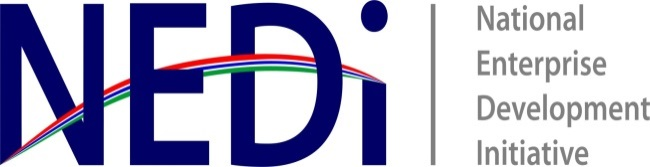 NEDi
National
Enterprise
Development
Initiative